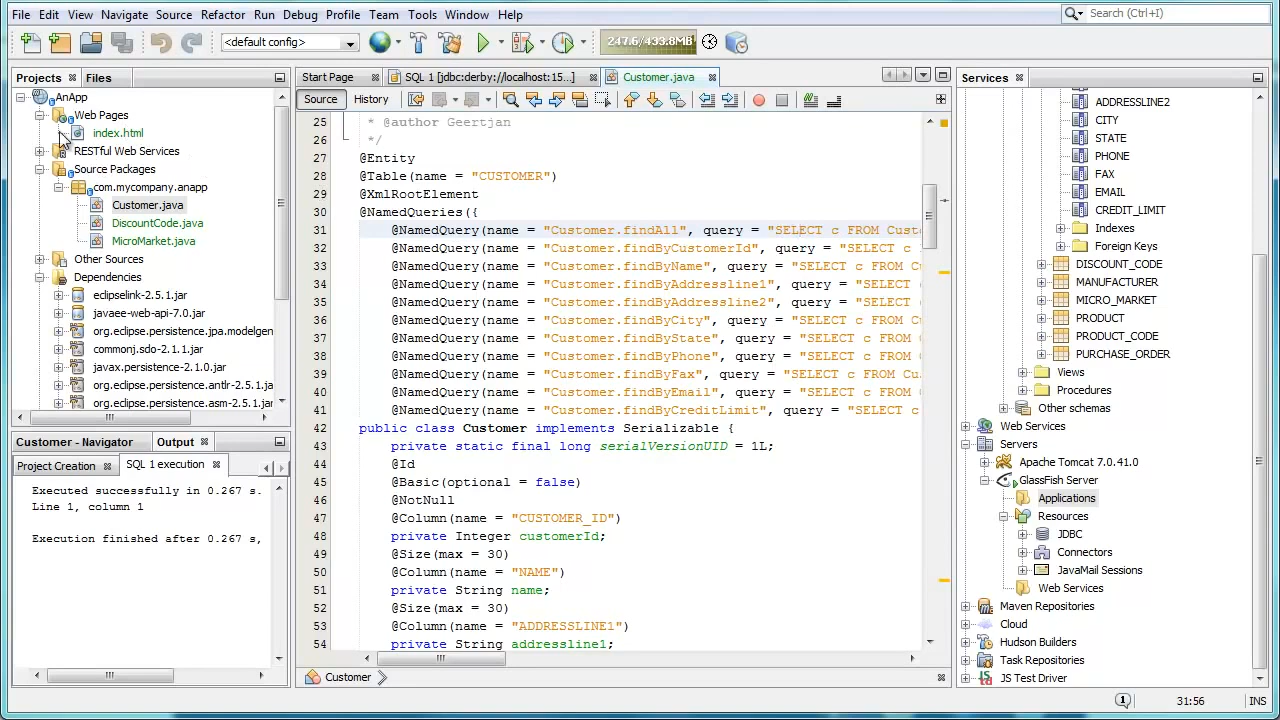 File Edit View Navigate Source Refactor Run Debug Profile Team Tools Window Help
Search (Ctrl+I)
<default config>
247.6/433.8MB
Projects Files
AnApp
Web Pages
index.html
RESTful Web Services
Source Packages
com.mycompany.anapp
Customer.java
DiscountCode.java
MicroMarket.java
Other Sources
Dependencies
eclipselink-2.5.1.jar
javaee-web-api-7.0.jar
org.eclipse.persistence.jpa.modelgen
commonj.sdo-2.1.1.jar
javax.persistence-2.1.0.jar
org.eclipse.persistence.antlr-2.5.1.ja
org.eclipse.persistence.asm-2.5.1.jar
Customer - Navigator Output
Project Creation SQL 1 execution
Executed successfully in 0.267 s.
Line 1, column 1
Execution finished after 0.267 s,
Start Page SQL 1 [jdbc:derby://localhost:15...] Customer.java
Source History
25 * @author Geertjan
26 */
27 @Entity
28 @Table(name = "CUSTOMER")
29 @XmlRootElement
30 @NamedQueries({
31 @NamedQuery(name = "Customer.findAll", query = "SELECT c FROM Cust
32 @NamedQuery(name = "Customer.findByCustomerId", query = "SELECT c
33 @NamedQuery(name = "Customer.findByName", query = "SELECT c FROM Cu
34 @NamedQuery(name = "Customer.findByAddressline1", query = "SELECT
35 @NamedQuery(name = "Customer.findByAddressline2", query = "SELECT
36 @NamedQuery(name = "Customer.findByCity", query = "SELECT c FROM Cu
37 @NamedQuery(name = "Customer.findByState", query = "SELECT c FROM C
38 @NamedQuery(name = "Customer.findByPhone", query = "SELECT c FROM C
39 @NamedQuery(name = "Customer.findByFax", query = "SELECT c FROM Cus
40 @NamedQuery(name = "Customer.findByEmail", query = "SELECT c FROM C
41 @NamedQuery(name = "Customer.findByCreditLimit", query = "SELECT c
42 public class Customer implements Serializable {
43 private static final long serialVersionUID = 1L;
44 @Id
45 @Basic(optional = false)
46 @NotNull
47 @Column(name = "CUSTOMER_ID")
48 private Integer customerId;
49 @Size(max = 30)
50 @Column(name = "NAME")
51 private String name;
52 @Size(max = 30)
53 @Column(name = "ADDRESSLINE1")
54 private String addressline1;
Customer
Services
ADDRESSLINE2
CITY
STATE
PHONE
FAX
EMAIL
CREDIT_LIMIT
Indexes
Foreign Keys
DISCOUNT_CODE
MANUFACTURER
MICRO_MARKET
PRODUCT
PRODUCT_CODE
PURCHASE_ORDER
Views
Procedures
Other schemas
Web Services
Servers
Apache Tomcat 7.0.41.0
GlassFish Server
Applications
Resources
JDBC
Connectors
JavaMail Sessions
Web Services
Maven Repositories
Cloud
Hudson Builders
Task Repositories
JS Test Driver
1 31:56 INS